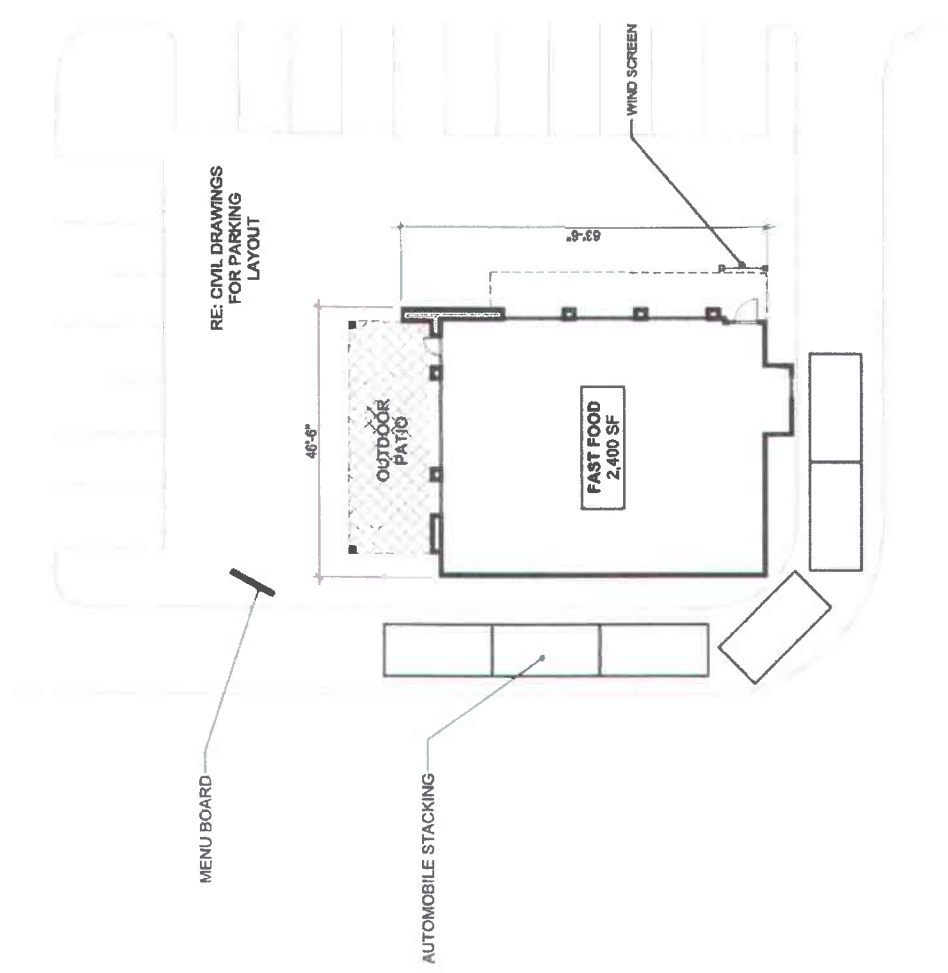 RE: CIVIL DRAWINGS
FOR PARKING
LAYOUT
WIND SCREEN
63'-6"
46'-6"
OUTDOOR
PATIO
FAST FOOD
2,400 SF
MENU BOARD
AUTOMOBILE STACKING